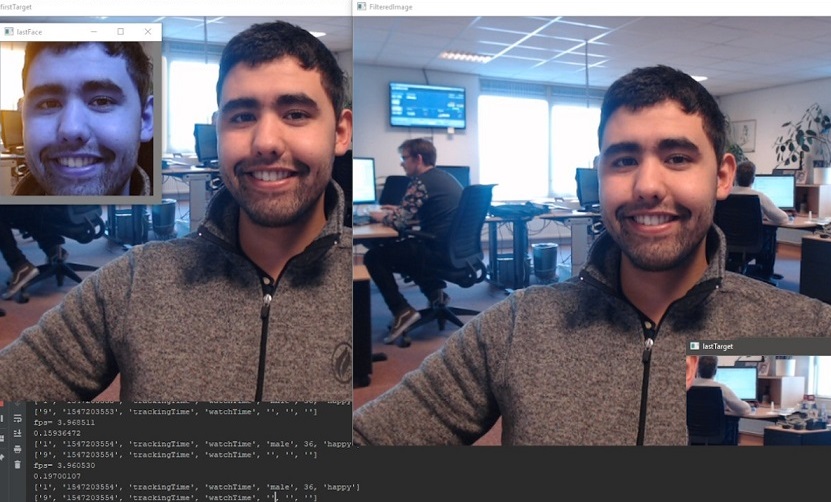 firstTarget
FilteredImage
lastFace
lastTarget
['9', '1547203553', 'trackingTime', 'watchTime', '', '', '']
fps= 3.968511
0.15936472
['1', '1547203554', 'trackingTime', 'watchTime', 'male', 36, 'happy']
['9', '1547203554', 'trackingTime', 'watchTime', '', '', '']
fps= 3.960530
0.19700107
['1', '1547203554', 'trackingTime', 'watchTime', 'male', 36, 'happy']
['9', '1547203554', 'trackingTime', 'watchTime', '', '', '']